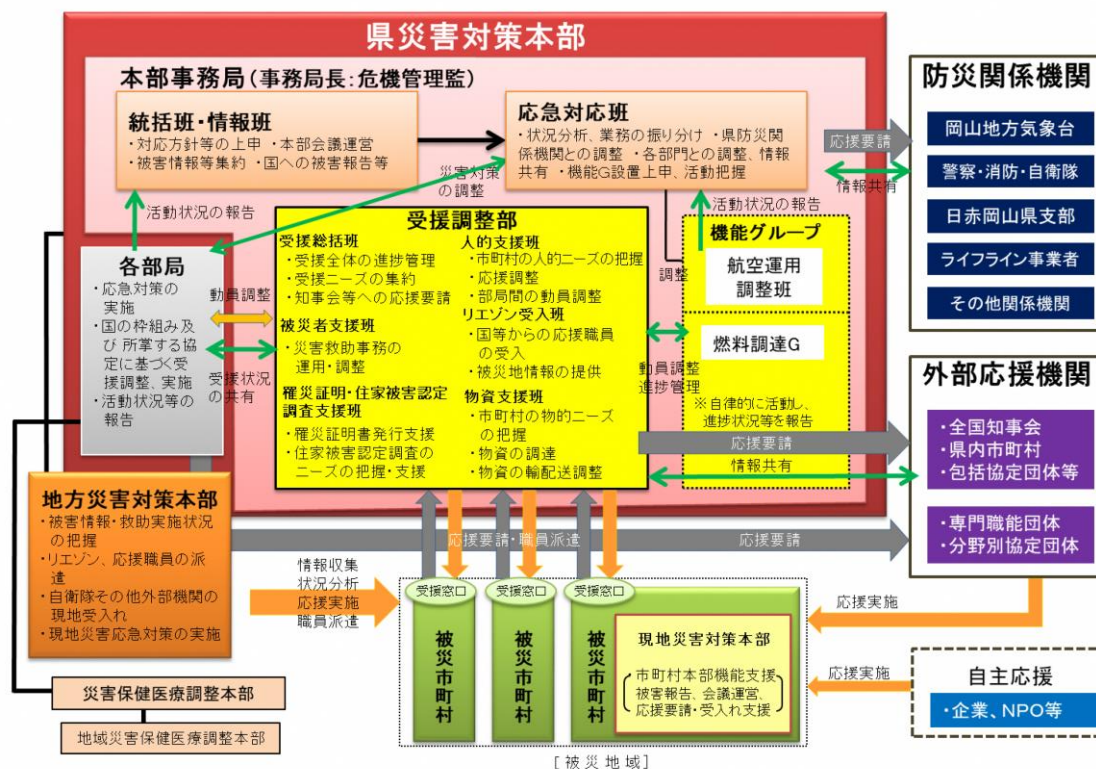 県災害対策本部
本部事務局(事務局長:危機管理監)
統括班・情報班
・対応方針等の上申 ・本部会議運営
・被害情報等集約 ・国への被害報告等
応急対応班
・状況分析、業務の振り分け ・県防災関
係機関との調整 ・各部門との調整、情報
共有 ・機能G設置上申、活動把握
災害対策
の調整
活動状況の報告
活動状況の報告
応援要請
情報共有
防災関係機関
岡山地方気象台
警察・消防・自衛隊
日赤岡山県支部
ライフライン事業者
その他関係機関
各部局
・応急対策の
実施
・国の枠組み及
び 所掌する協
定に基づく受
援調整、実施
・活動状況等の
報告
動員調整
受援状況
の共有
受援調整部
受援総括班
・受援全体の進捗管理
・受援ニーズの集約
・知事会等への応援要請
被災者支援班
・災害救助事務の
運用・調整
罹災証明・住家被害認定
調査支援班
・罹災証明書発行支援
・住家被害認定調査の
ニーズの把握・支援
人的支援班
・市町村の人的ニーズの把握
・応援調整
・部局間の動員調整
リエゾン受入班
・国等からの応援職員
の受入
・被災地情報の提供
物資支援班
・市町村の物的ニーズ
の把握
・物資の調達
・物資の輸配送調整
調整
機能グループ
航空運用
調整班
燃料調達G
動員調整
進捗管理
※自律的に活動し、
進捗状況等を報告
応援要請
情報共有
外部応援機関
・全国知事会
・県内市町村
・包括協定団体等
・専門職能団体
・分野別協定団体
地方災害対策本部
・被害情報・救助実施状況
の把握
・リエゾン、応援職員の派
遣
・自衛隊その他外部機関の
現地受入れ
・現地災害応急対策の実施
応援要請・職員派遣
応援要請
情報収集
状況分析
応援実施
職員派遣
受援窓口
受援窓口
受援窓口
被災市町村
被災市町村
被災市町村
現地災害対策本部
・市町村本部機能支援
被害報告、会議運営、
応援要請・受入れ支援
応援実施
応援実施
自主応援
・企業、NPO等
災害保健医療調整本部
地域災害保健医療調整本部
[被災地域]